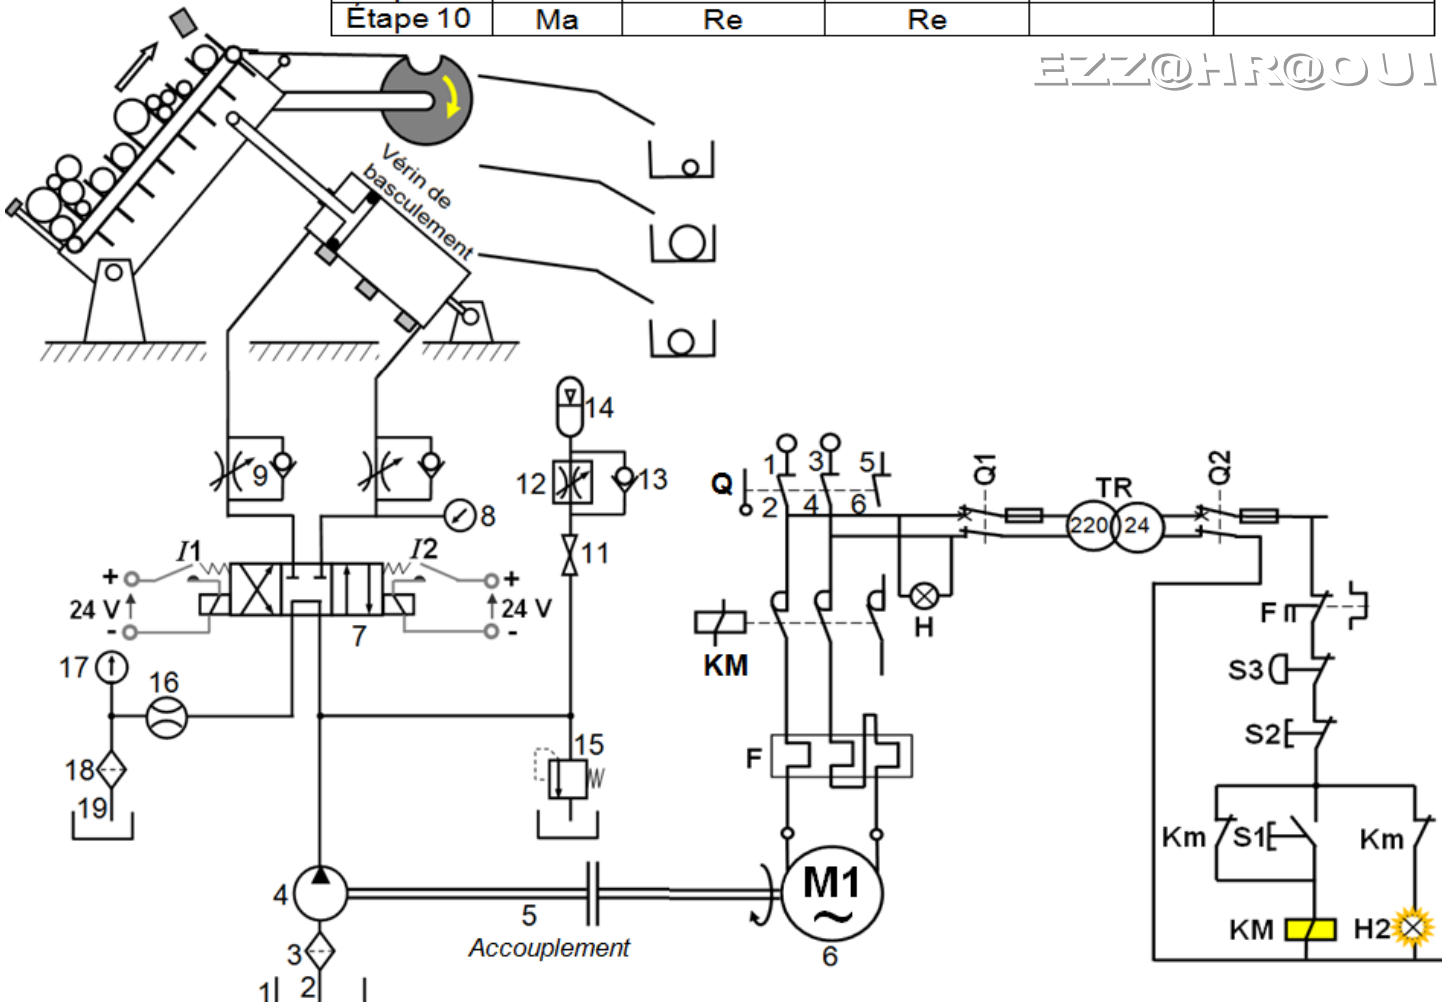 Étape 10 Ma Re Re
EZZ@HR@OUI
Vérin de
basculement
14
12 13
9
8
11
I1 I2
+ +
24 V 24 V
- -
7
17
16
15
18
19
4
5
Accouplement
3
2
1
1 3 5
Q
2 4 6
Q1
TR
220 24
Q2
H
KM
F
M1
~
6
F
S3
S2
Km S1 Km
KM H2